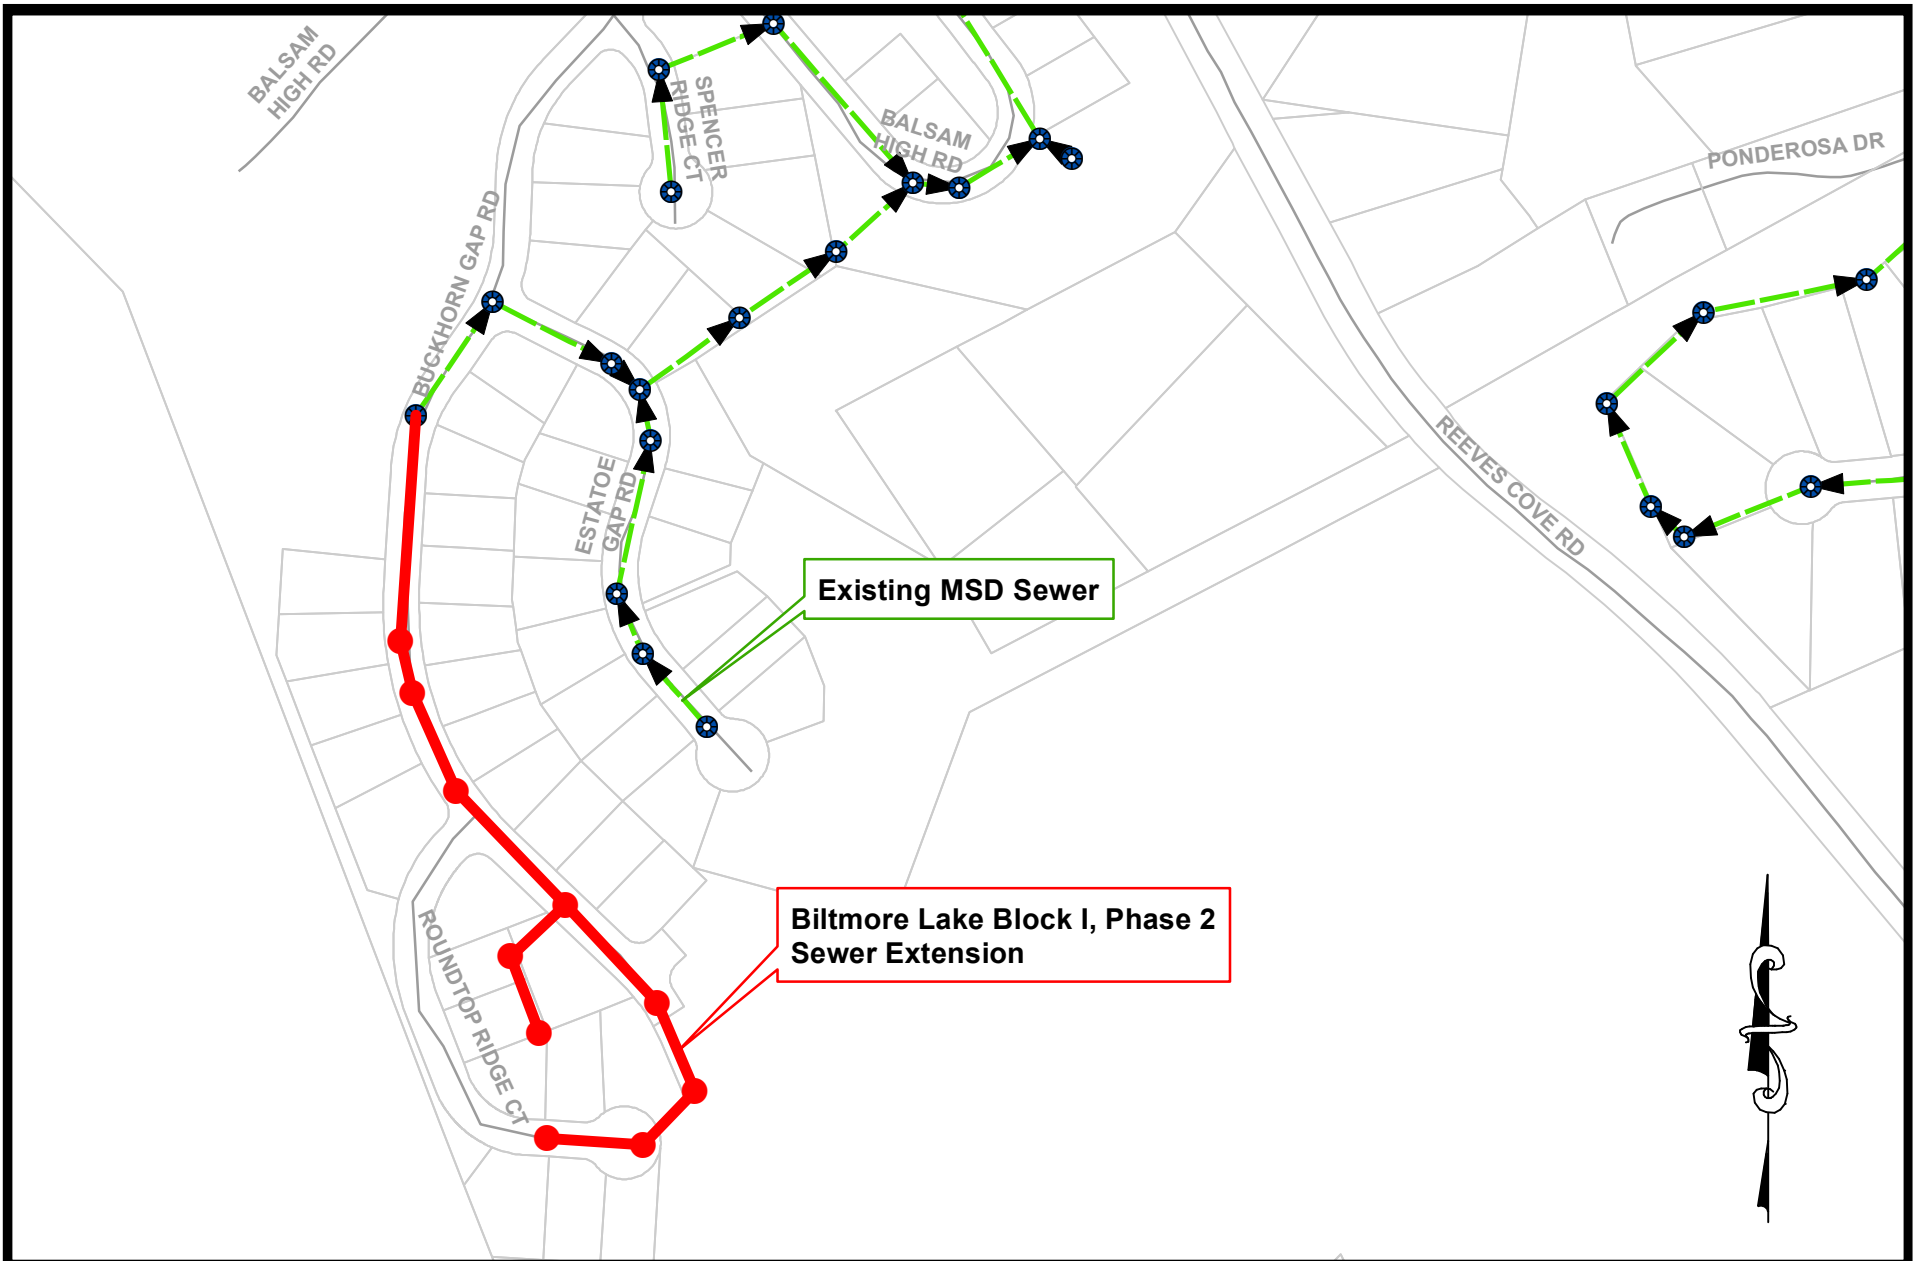 BALSAM
HIGH RD
SPENCER
RIDGE CT
BALSAM
HIGH RD
PONDEROSA DR
BUCKHORN GAP RD
REEVES COVE RD
ESTATOE
GAP RD
Existing MSD Sewer
Biltmore Lake Block I, Phase 2
Sewer Extension
ROUNDTOP RIDGE CT